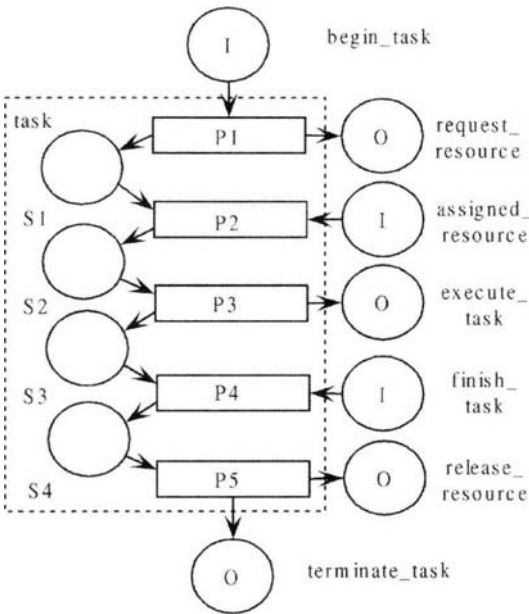 I
begin_task
task
P1
O
request_
resource
S1
P2
I
assigned_
resource
S2
P3
O
execute_
task
S3
P4
I
finish_
task
S4
P5
O
release_
resource
O
terminate_task